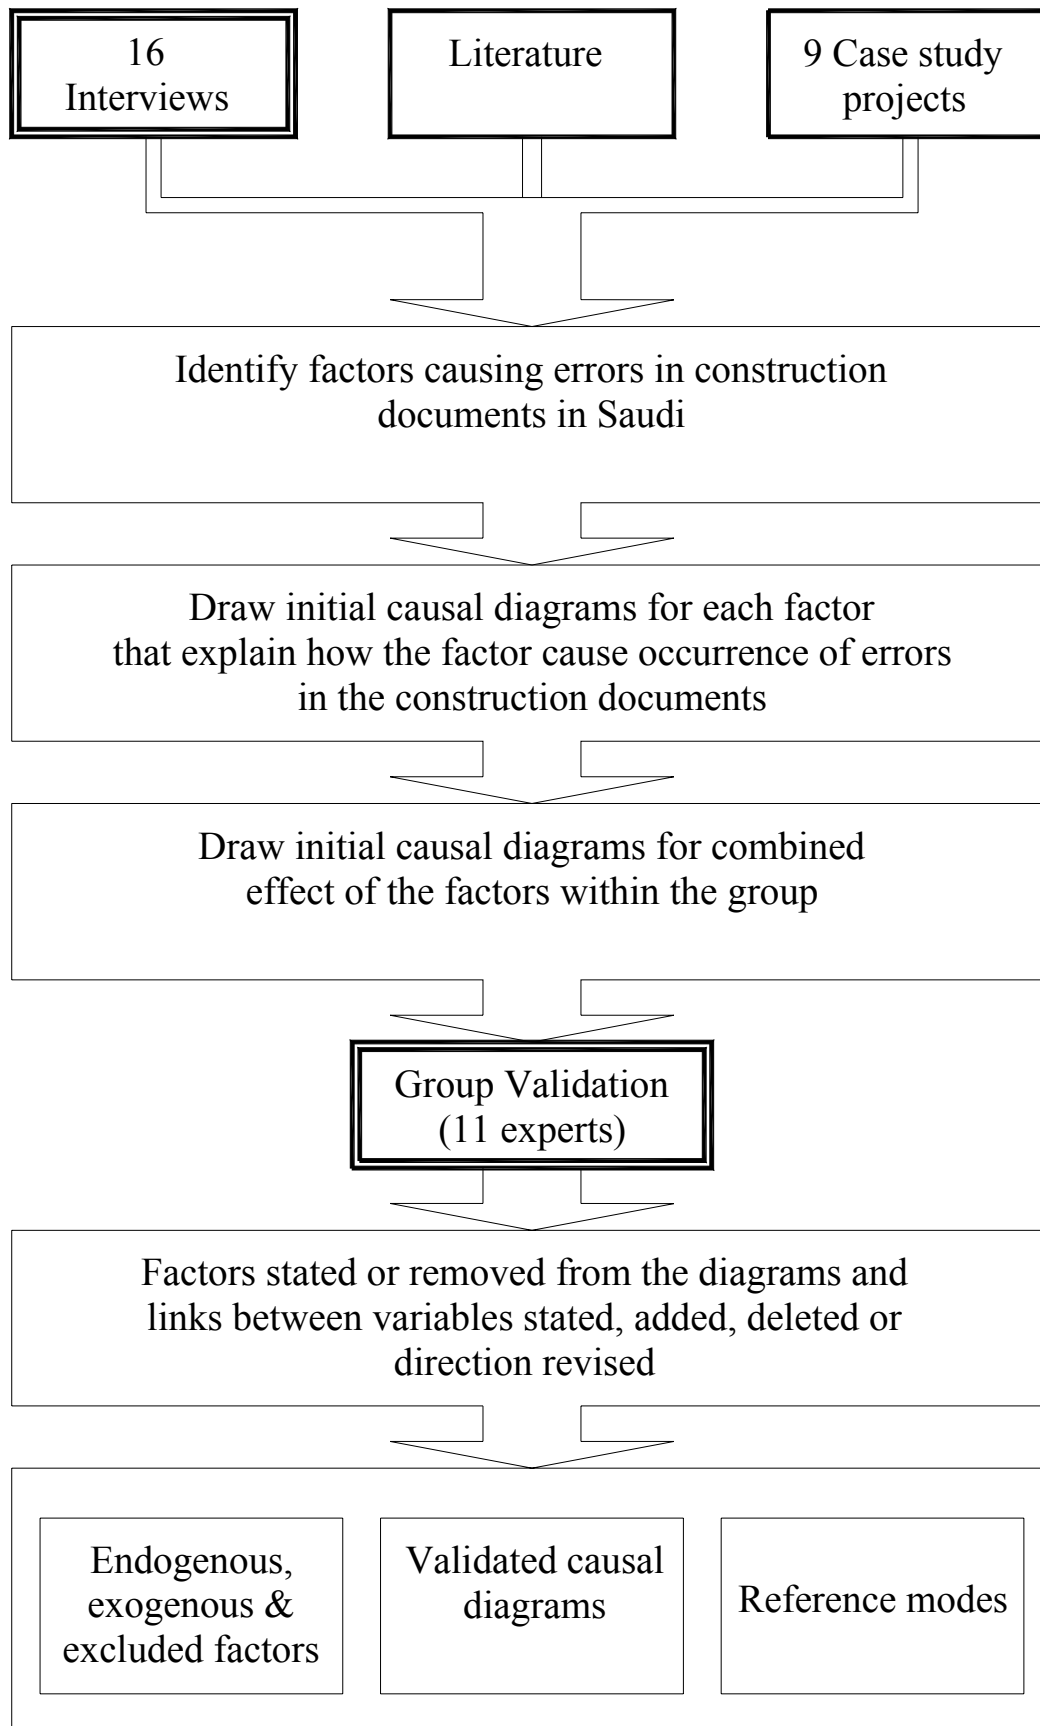 16
Interviews
Literature
9 Case study
projects
Identify factors causing errors in construction
documents in Saudi
Draw initial causal diagrams for each factor
that explain how the factor cause occurrence of errors
in the construction documents
Draw initial causal diagrams for combined
effect of the factors within the group
Group Validation
(11 experts)
Factors stated or removed from the diagrams and
links between variables stated, added, deleted or
direction revised
Endogenous,
exogenous &
excluded factors
Validated causal
diagrams
Reference modes